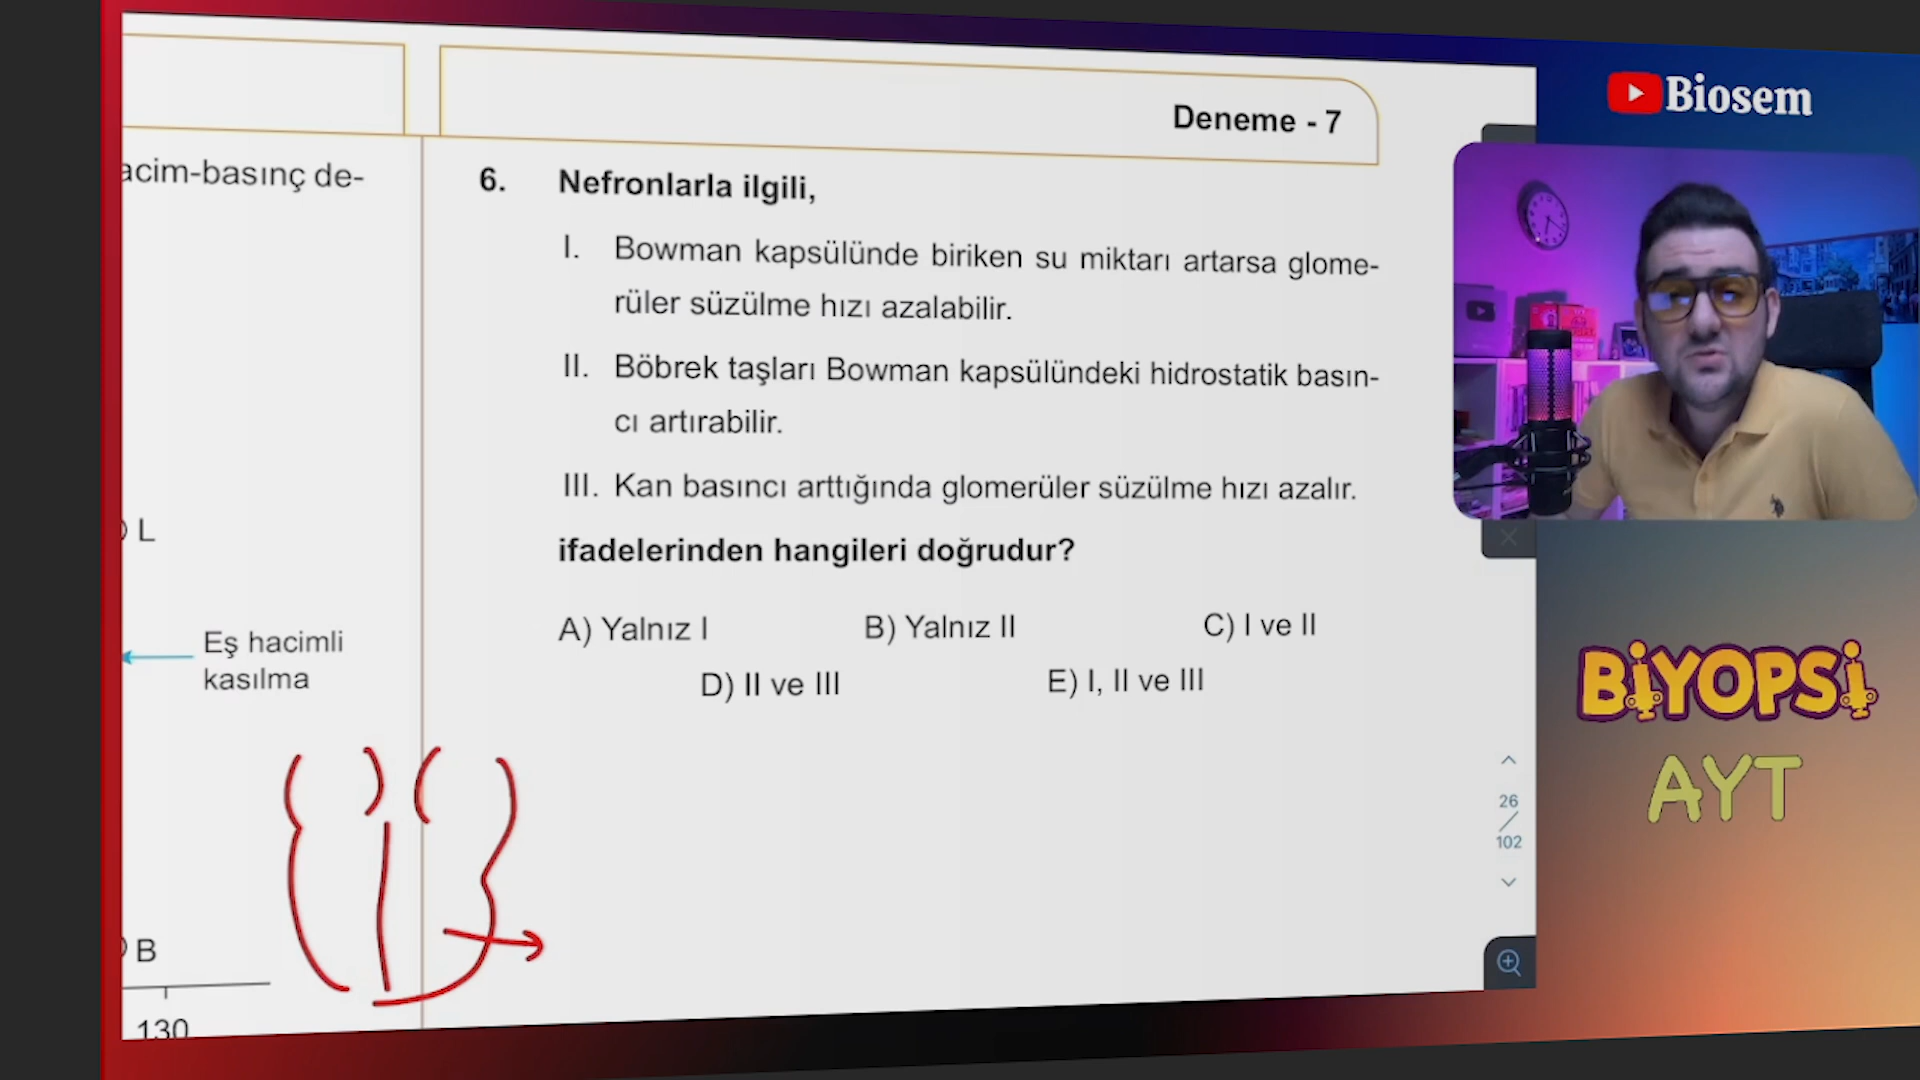 Deneme - 7
acim-basınç de-
L
Eş hacimli
kasılma
B
130
6. Nefronlarla ilgili,
I. Bowman kapsülünde biriken su miktarı artarsa glome-
rüler süzülme hızı azalabilir.
II. Böbrek taşları Bowman kapsülündeki hidrostatik basın-
cı artırabilir.
III. Kan basıncı arttığında glomerüler süzülme hızı azalır.
ifadelerinden hangileri doğrudur?
A) Yalnız I B) Yalnız II C) I ve II
D) II ve III E) I, II ve III
26
102
Biosem
BiYOPSi
AYT